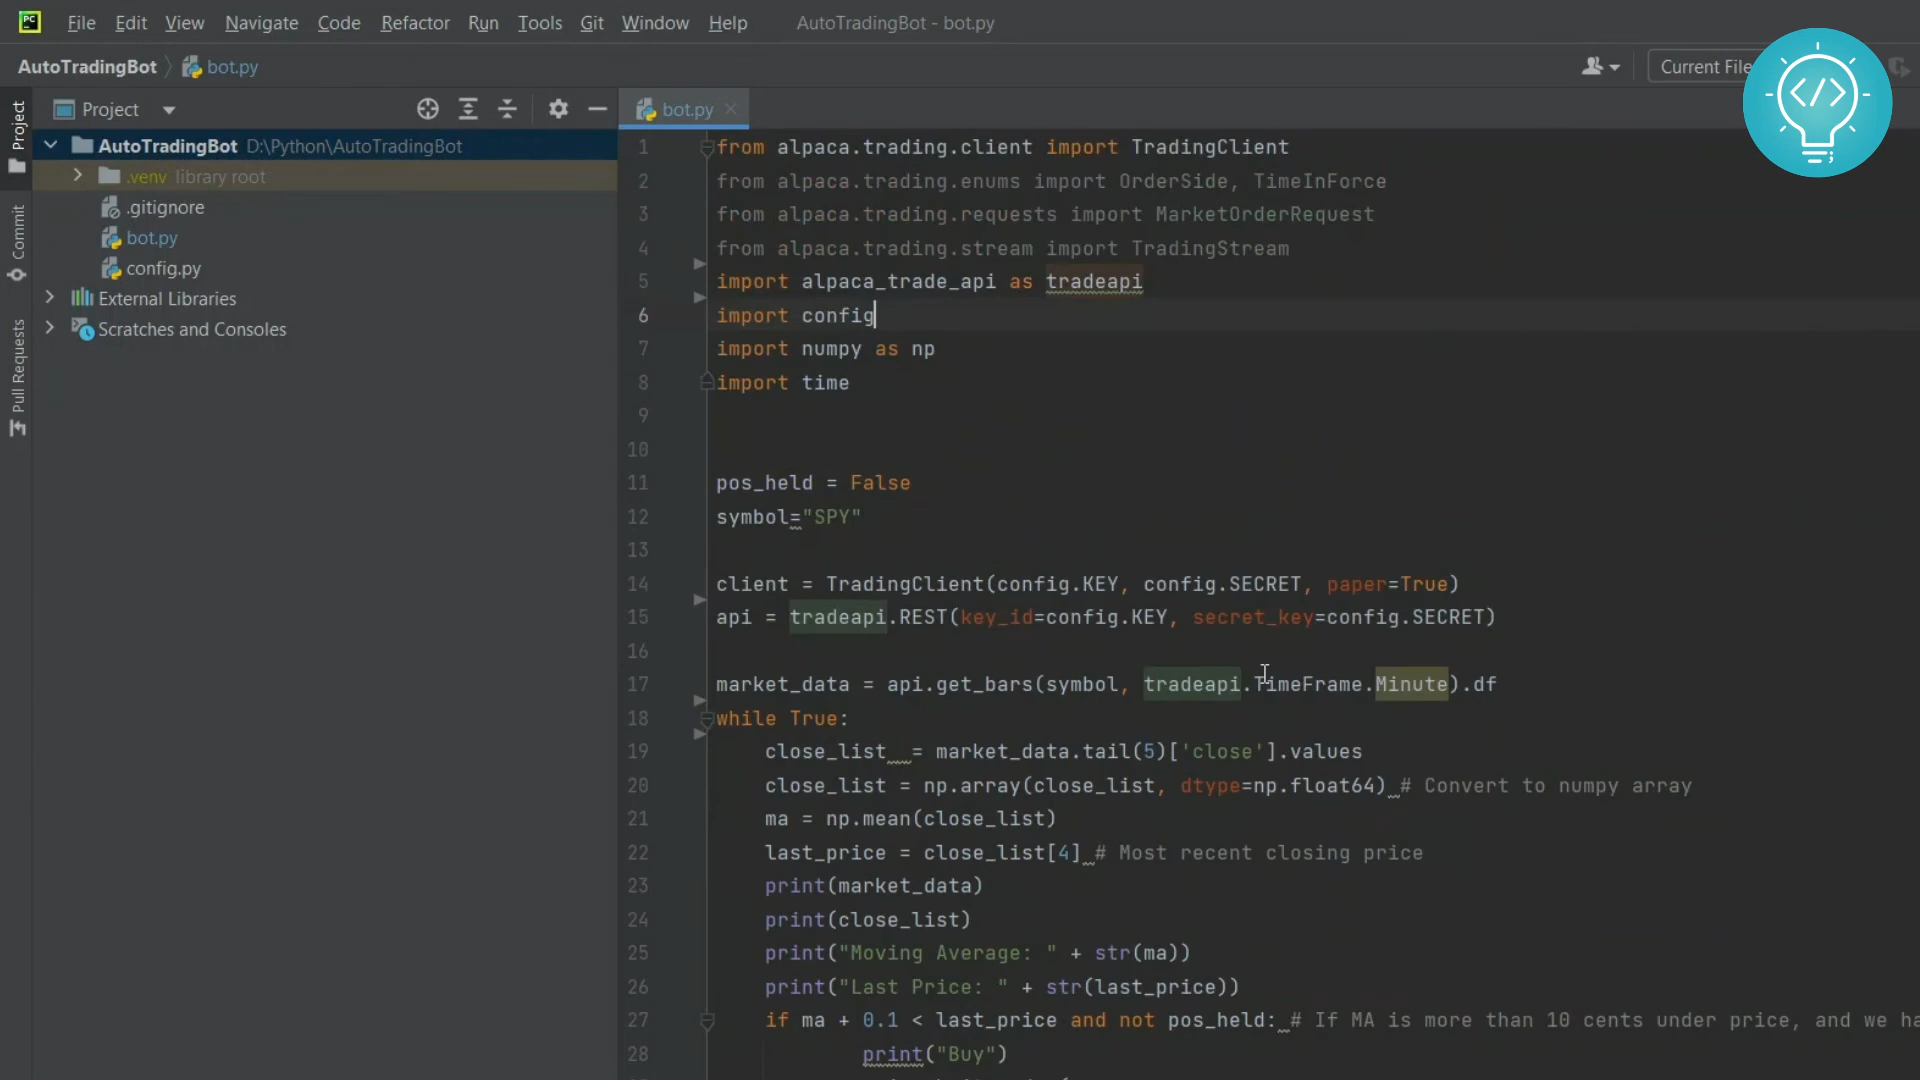 PC File Edit View Navigate Code Refactor Run Tools Git Window Help AutoTradingBot - bot.py
AutoTradingBot bot.py Current File
</>
Project
Commit
Pull Requests
Project
AutoTradingBot D:\Python\AutoTradingBot
.venv library root
.gitignore
bot.py
config.py
External Libraries
Scratches and Consoles
bot.py
1 from alpaca.trading.client import TradingClient
2 from alpaca.trading.enums import OrderSide, TimeInForce
3 from alpaca.trading.requests import MarketOrderRequest
4 from alpaca.trading.stream import TradingStream
5 import alpaca_trade_api as tradeapi
6 import config
7 import numpy as np
8 import time
9
10
11 pos_held = False
12 symbol="SPY"
13
14 client = TradingClient(config.KEY, config.SECRET, paper=True)
15 api = tradeapi.REST(key_id=config.KEY, secret_key=config.SECRET)
16
17 market_data = api.get_bars(symbol, tradeapi.TimeFrame.Minute).df
18 while True:
19 close_list  = market_data.tail(5)['close'].values
20 close_list = np.array(close_list, dtype=np.float64) # Convert to numpy array
21 ma = np.mean(close_list)
22 last_price = close_list[4] # Most recent closing price
23 print(market_data)
24 print(close_list)
25 print("Moving Average: " + str(ma))
26 print("Last Price: " + str(last_price))
27 if ma + 0.1 < last_price and not pos_held: # If MA is more than 10 cents under price, and we ha
28 print("Buy")